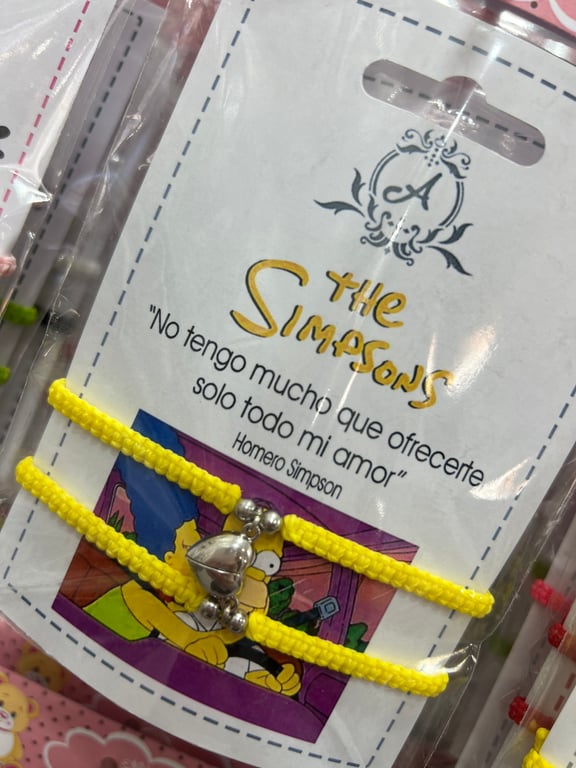 A
THE
SIMPSONS
"No tengo mucho que ofrecerte
solo todo mi amor"
Homero Simpson